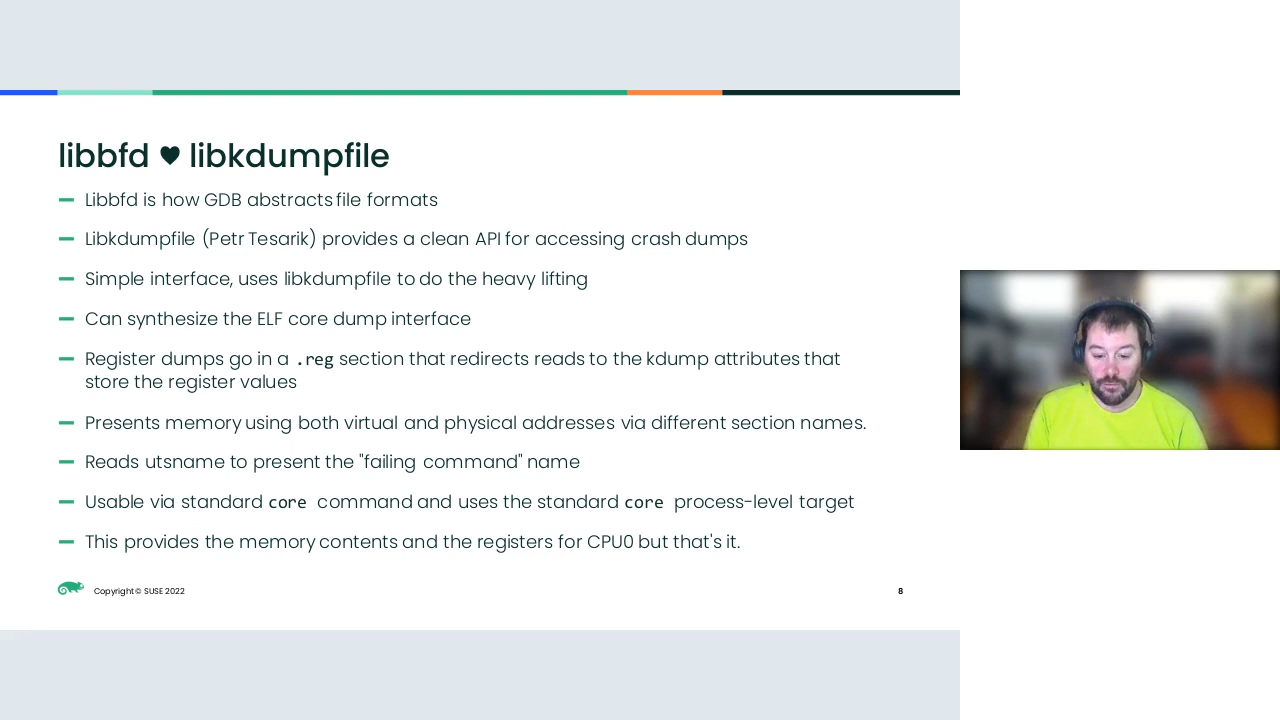 libbfd ♥ libkdumpfile
Libbfd is how GDB abstracts file formats
Libkdumpfile (Petr Tesarik) provides a clean API for accessing crash dumps
Simple interface, uses libkdumpfile to do the heavy lifting
Can synthesize the ELF core dump interface
Register dumps go in a .reg section that redirects reads to the kdump attributes that
store the register values
Presents memory using both virtual and physical addresses via different section names.
Reads utsname to present the "failing command" name
Usable via standard core command and uses the standard core process-level target
This provides the memory contents and the registers for CPU0 but that's it.
Copyright © SUSE 2022
8